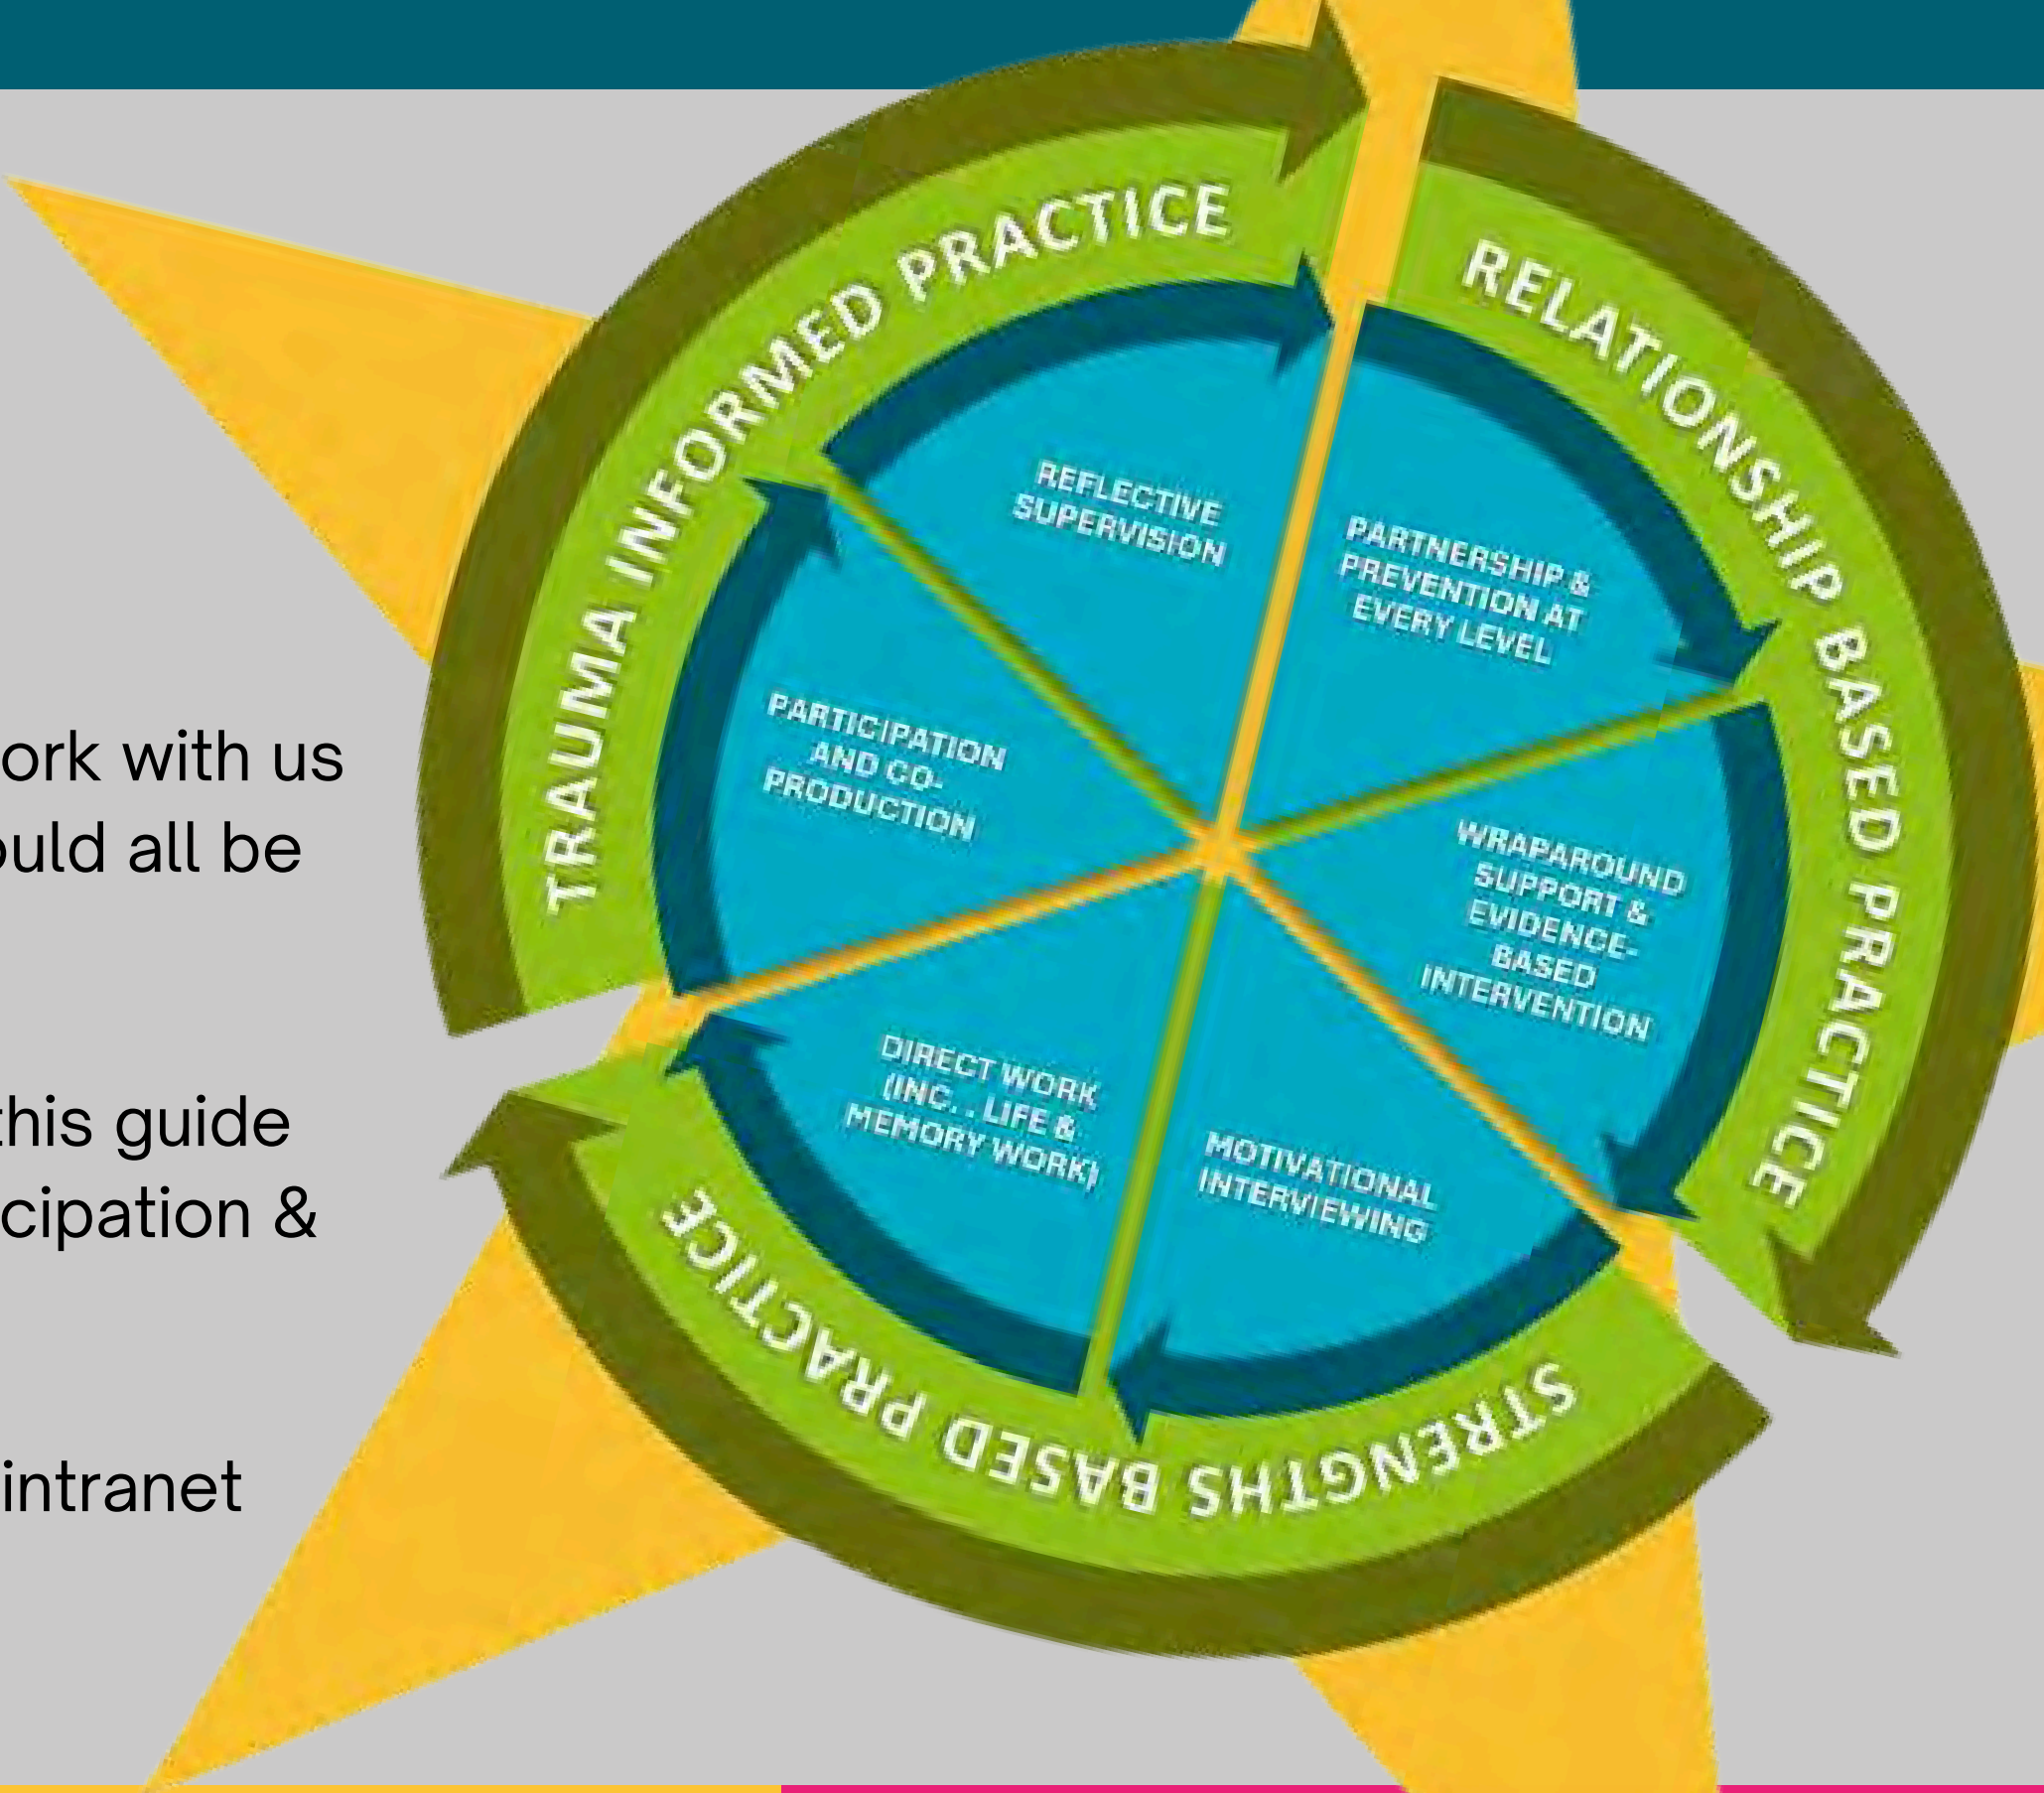 ork with us
ould all be
this guide
cipation &
intranet
TRAUMA INFORMED PRACTICE
RELATIONSHIP BASED PRACTICE
STRENGTHS BASED PRACTICE
REFLECTIVE
SUPERVISION
PARTNERSHIP &
PREVENTION AT
EVERY LEVEL
WRAPAROUND
SUPPORT &
EVIDENCE-
BASED
INTERVENTION
MOTIVATIONAL
INTERVIEWING
DIRECT WORK
(INC. . LIFE &
MEMORY WORK)
PARTICIPATION
AND CO-
PRODUCTION